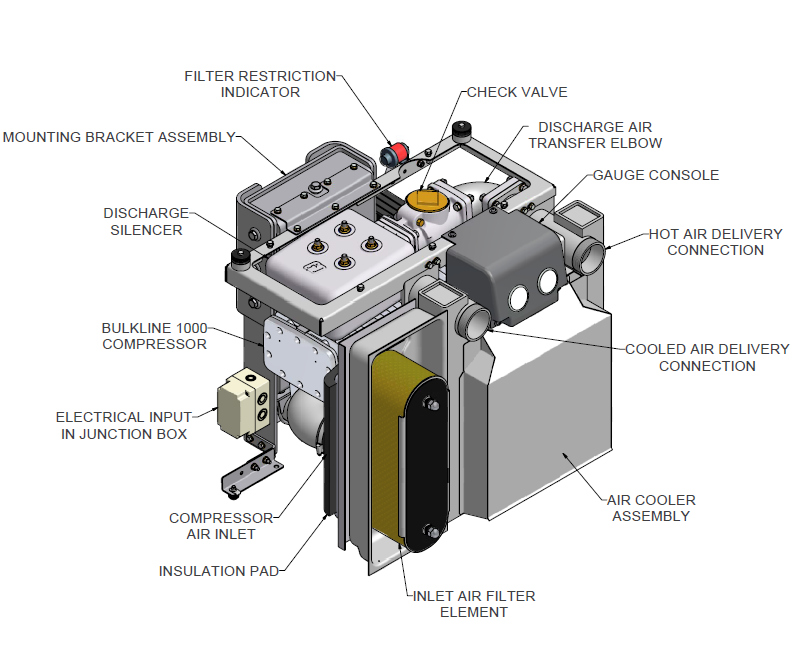 FILTER RESTRICTION
INDICATOR
CHECK VALVE
MOUNTING BRACKET ASSEMBLY
DISCHARGE AIR
TRANSFER ELBOW
GAUGE CONSOLE
DISCHARGE
SILENCER
HOT AIR DELIVERY
CONNECTION
BULKLINE 1000
COMPRESSOR
COOLED AIR DELIVERY
CONNECTION
ELECTRICAL INPUT
IN JUNCTION BOX
AIR COOLER
ASSEMBLY
COMPRESSOR
AIR INLET
INSULATION PAD
INLET AIR FILTER
ELEMENT